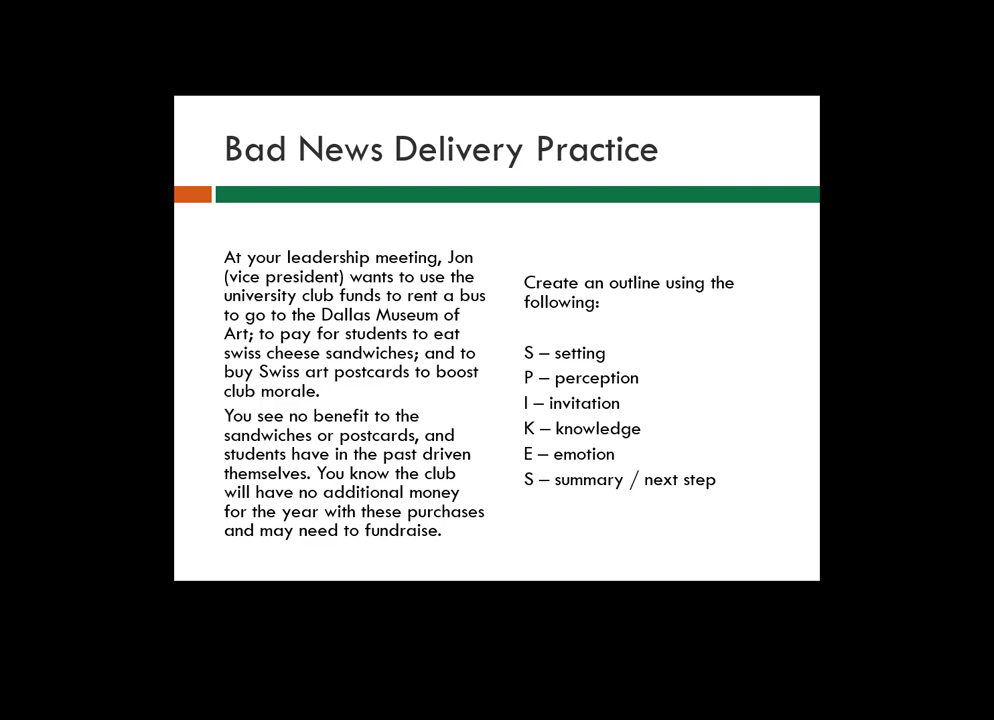 Bad News Delivery Practice
At your leadership meeting, Jon
(vice president) wants to use the
university club funds to rent a bus
to go to the Dallas Museum of
Art; to pay for students to eat
swiss cheese sandwiches; and to
buy Swiss art postcards to boost
club morale.
You see no benefit to the
sandwiches or postcards, and
students have in the past driven
themselves. You know the club
will have no additional money
for the year with these purchases
and may need to fundraise.
Create an outline using the
following:
S – setting
P – perception
I – invitation
K – knowledge
E – emotion
S – summary / next step